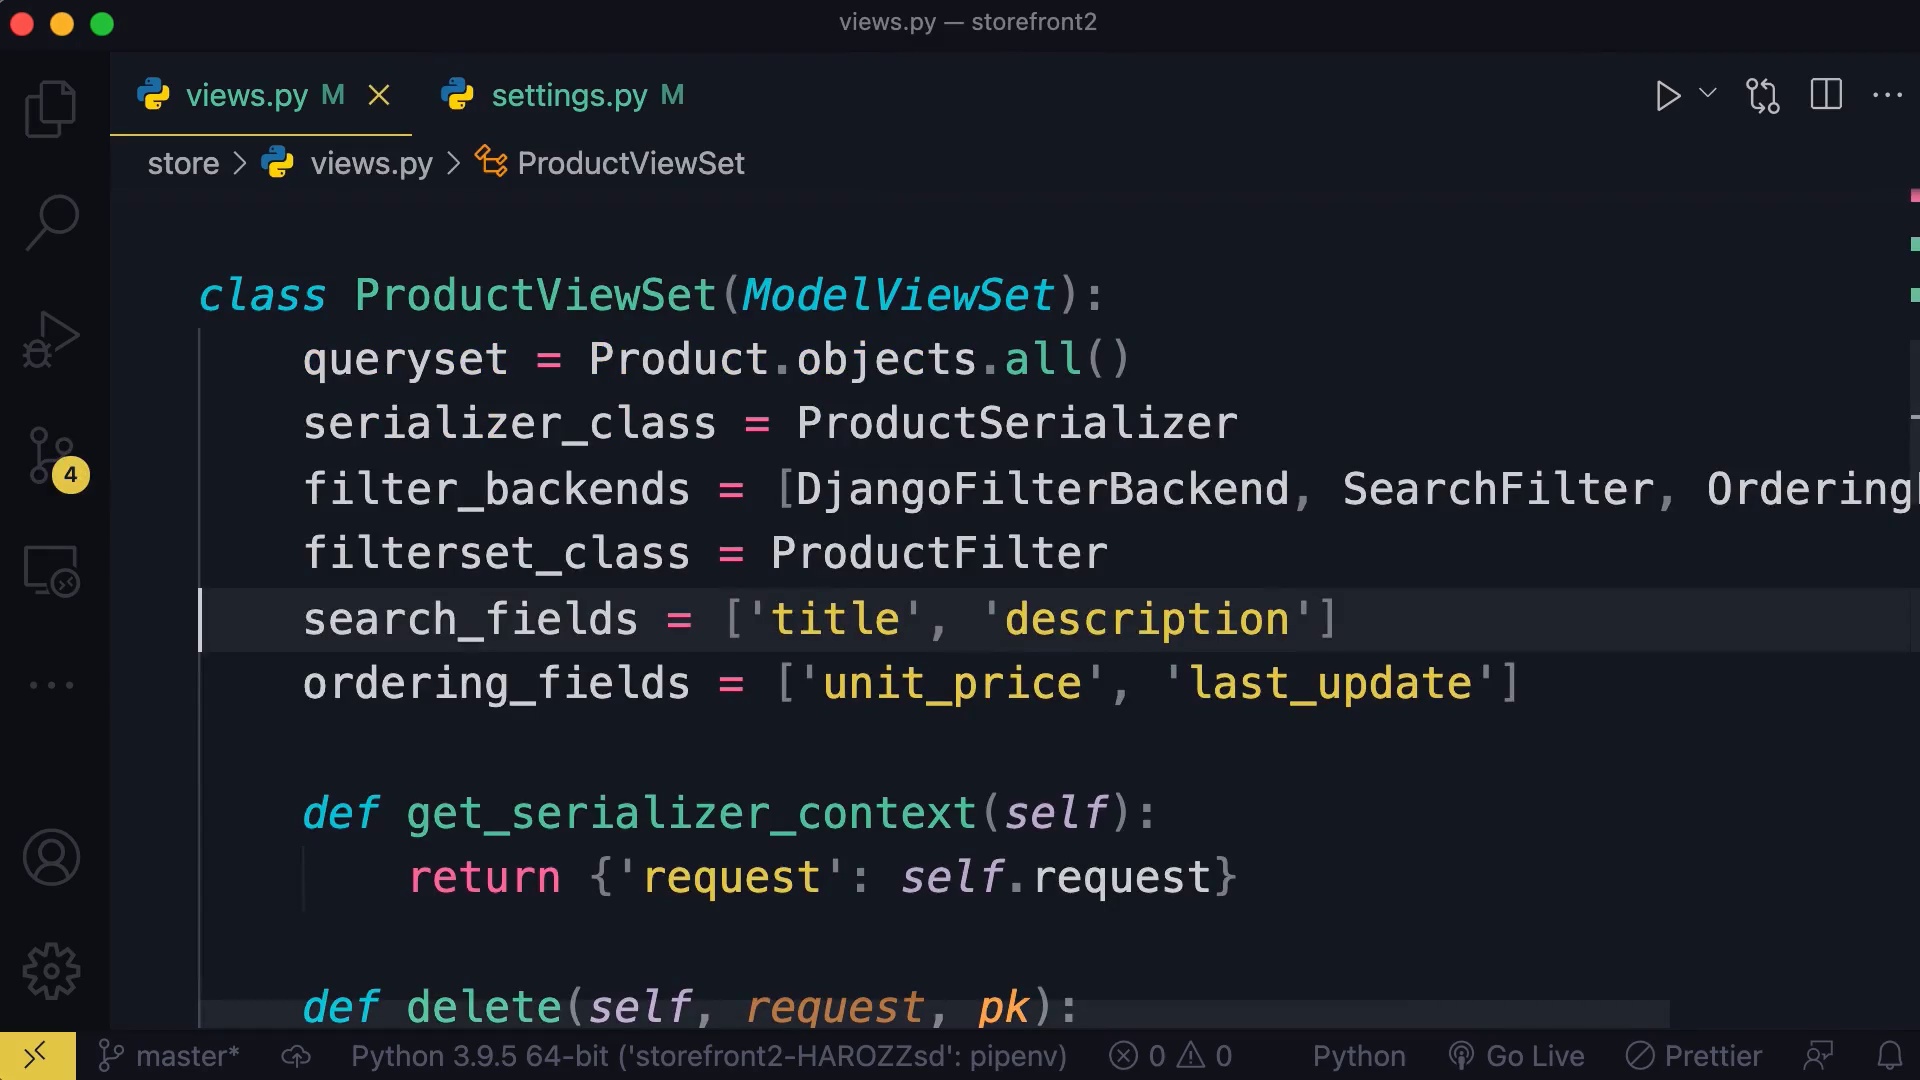 views.py — storefront2
views.py M settings.py M
store > views.py > ProductViewSet
class ProductViewSet(ModelViewSet):
queryset = Product.objects.all()
serializer_class = ProductSerializer
filter_backends = [DjangoFilterBackend, SearchFilter, Ordering
filterset_class = ProductFilter
search_fields = ['title', 'description']
ordering_fields = ['unit_price', 'last_update']
def get_serializer_context(self):
return {'request': self.request}
def delete(self, request, pk):
4
master* Python 3.9.5 64-bit ('storefront2-HAROZZsd': pipenv) 0 0 Python Go Live Prettier